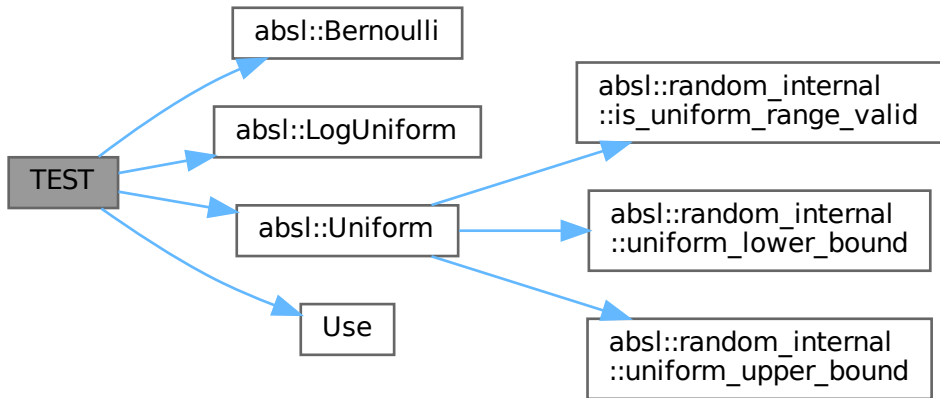 absl::Bernoulli
absl::random_internal
::is_uniform_range_valid
absl::LogUniform
TEST
absl::Uniform
absl::random_internal
::uniform_lower_bound
Use
absl::random_internal
::uniform_upper_bound